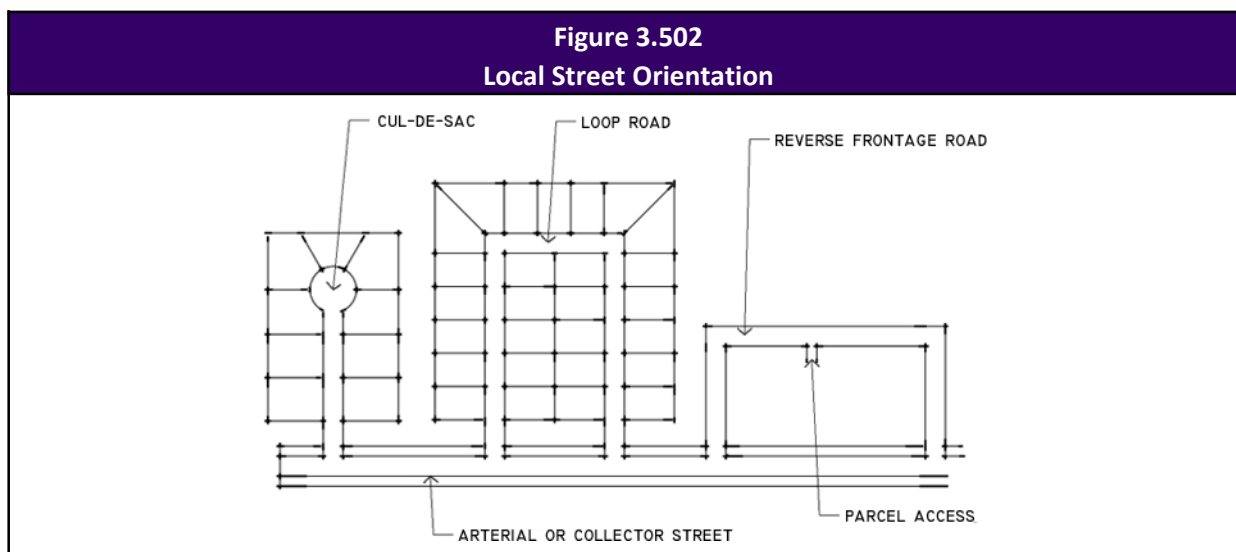 Figure 3.502
Local Street Orientation
CUL-DE-SAC
LOOP ROAD
REVERSE FRONTAGE ROAD
PARCEL ACCESS
ARTERIAL OR COLLECTOR STREET